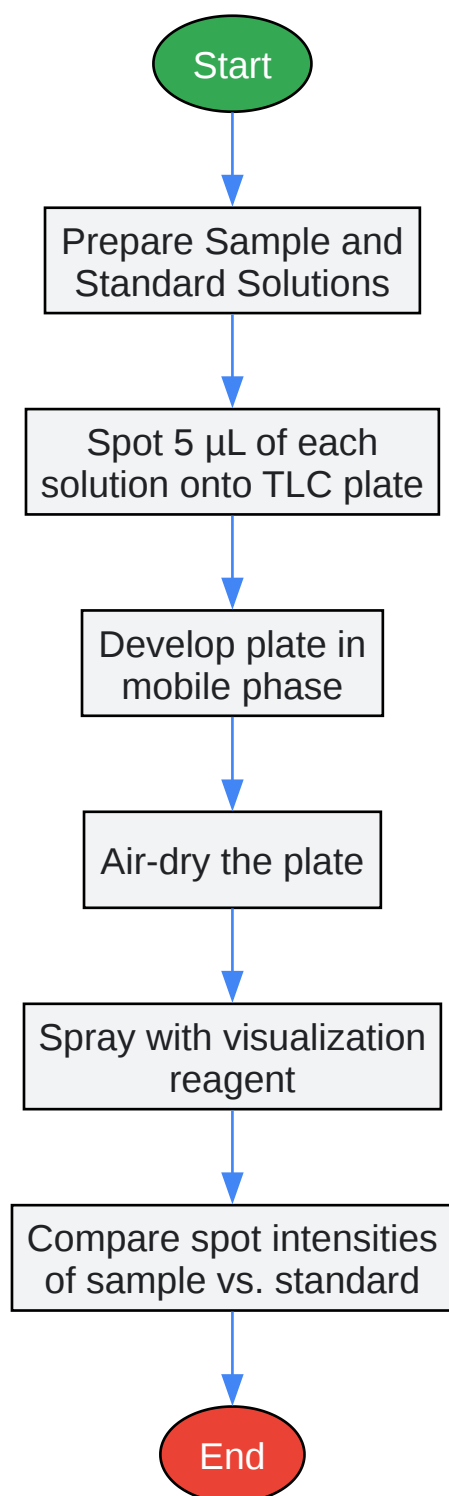 Start
Prepare Sample and
Standard Solutions
Spot 5 µL of each
solution onto TLC plate
Develop plate in
mobile phase
Air-dry the plate
Spray with visualization
reagent
Compare spot intensities
of sample vs. standard
End